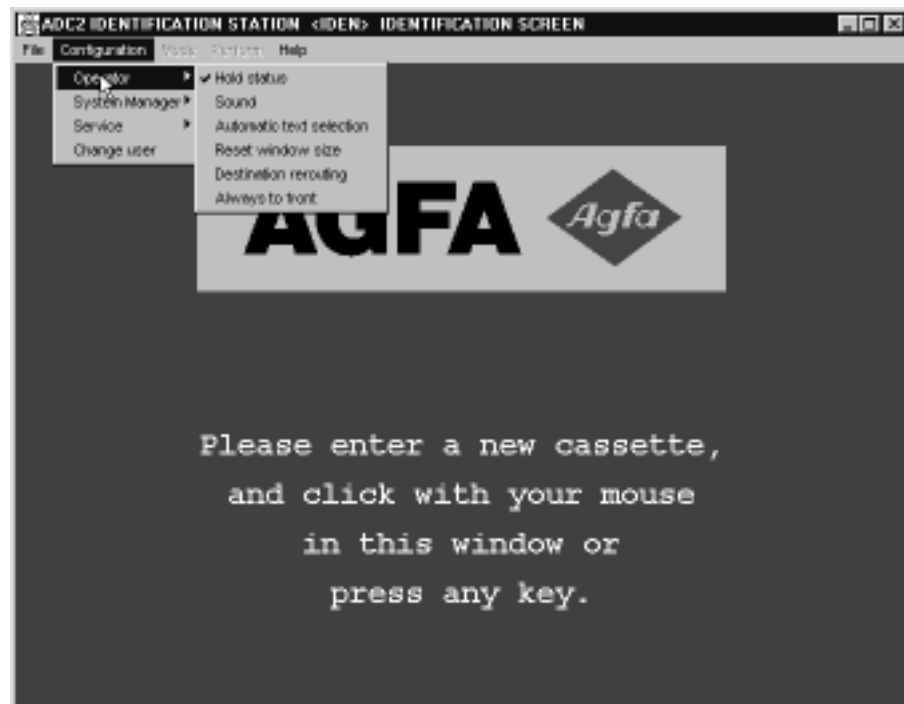 ADC2 IDENTIFICATION STATION <IDEN> IDENTIFICATION SCREEN
File Configuration Mode Perform Help
Operator
System Manager
Service
Change user
Hold status
Sound
Automatic text selection
Reset window size
Destination rerouting
Always to front
AGFA
Agfa
Please enter a new cassette,
and click with your mouse
in this window or
press any key.